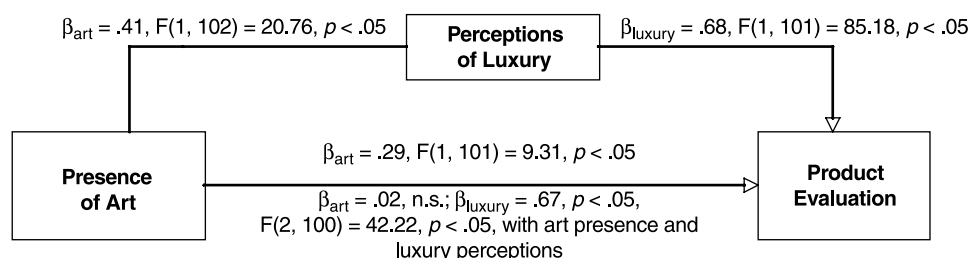 β_art = .41, F(1, 102) = 20.76, p < .05
Perceptions
of Luxury
β_luxury = .68, F(1, 101) = 85.18, p < .05
Presence
of Art
β_art = .29, F(1, 101) = 9.31, p < .05
β_art = .02, n.s.; β_luxury = .67, p < .05,
F(2, 100) = 42.22, p < .05, with art presence and
luxury perceptions
Product
Evaluation